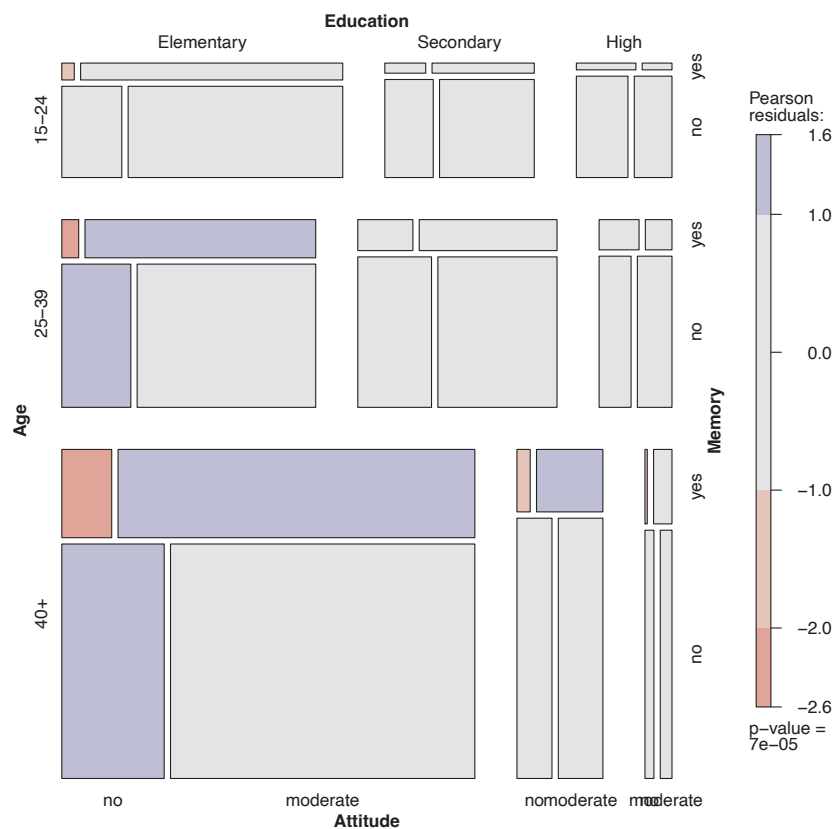 Education
Elementary Secondary High
15−24
yes
no
25−39
yes
no
40+
yes
no
Age
Memory
no moderate nomoderate moderate
Attitude
Pearson
residuals:
1.6
1.0
0.0
−1.0
−2.0
−2.6
p−value =
7e−05